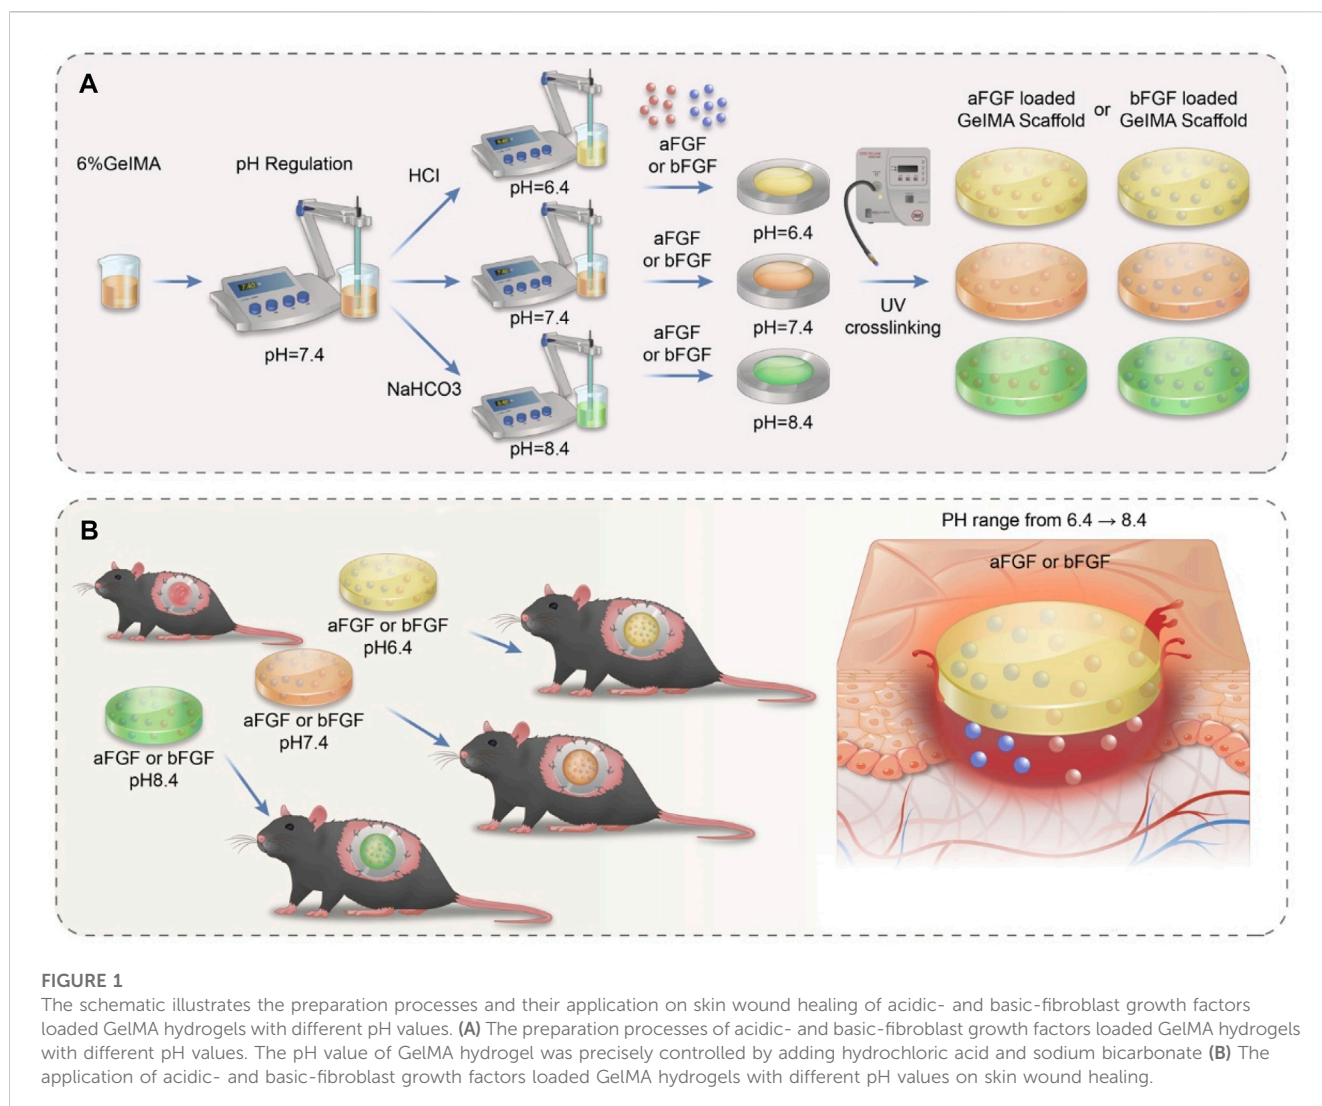 A
6%GelMA
pH Regulation
pH=7.4
HCl
NaHCO3
pH=6.4
pH=7.4
pH=8.4
aFGF
or bFGF
aFGF
or bFGF
aFGF
or bFGF
pH=6.4
pH=7.4
pH=8.4
UV
crosslinking
aFGF loaded
GelMA Scaffold
or
bFGF loaded
GelMA Scaffold
B
aFGF or bFGF
pH6.4
aFGF or bFGF
pH7.4
aFGF or bFGF
pH8.4
PH range from 6.4 → 8.4
aFGF or bFGF
FIGURE 1
The schematic illustrates the preparation processes and their application on skin wound healing of acidic- and basic-fibroblast growth factors
loaded GelMA hydrogels with different pH values. (A) The preparation processes of acidic- and basic-fibroblast growth factors loaded GelMA hydrogels
with different pH values. The pH value of GelMA hydrogel was precisely controlled by adding hydrochloric acid and sodium bicarbonate (B) The
application of acidic- and basic-fibroblast growth factors loaded GelMA hydrogels with different pH values on skin wound healing.